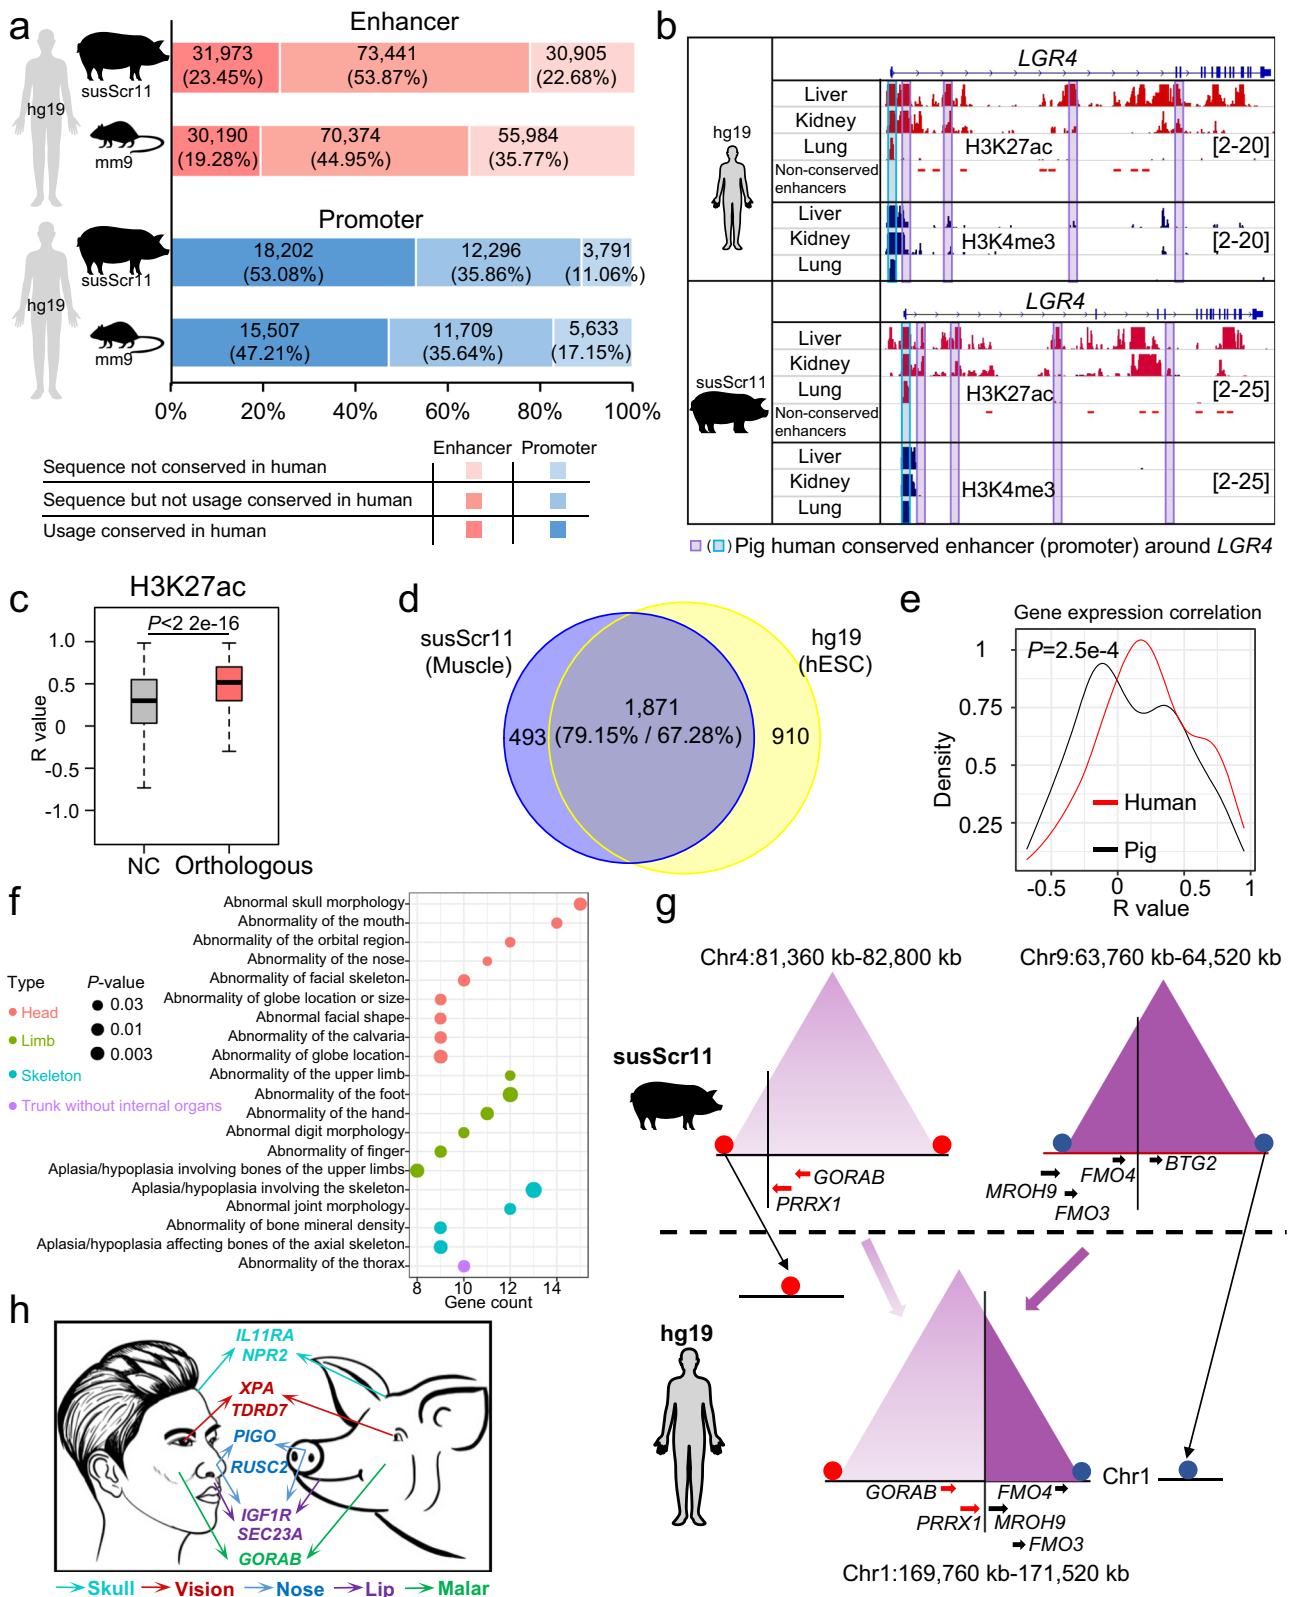 a
Enhancer
hg19
susScr11
31,973
(23.45%)
73,441
(53.87%)
30,905
(22.68%)
mm9
30,190
(19.28%)
70,374
(44.95%)
55,984
(35.77%)
Promoter
hg19
susScr11
18,202
(53.08%)
12,296
(35.86%)
3,791
(11.06%)
mm9
15,507
(47.21%)
11,709
(35.64%)
5,633
(17.15%)
0% 20% 40% 60% 80% 100%
Enhancer Promoter
Sequence not conserved in human
Sequence but not usage conserved in human
Usage conserved in human
b
hg19
LGR4
Liver
Kidney
Lung
H3K27ac
[2-20]
Non-conserved
enhancers
Liver
Kidney
Lung
H3K4me3
[2-20]
susScr11
LGR4
Liver
Kidney
Lung
H3K27ac
[2-25]
Non-conserved
enhancers
Liver
Kidney
Lung
H3K4me3
[2-25]
( ) Pig human conserved enhancer (promoter) around LGR4
c
H3K27ac
P<2 2e-16
R value
1.0
0.5
0
-0.5
-1.0
NC Orthologous
d
susScr11
(Muscle)
hg19
(hESC)
493
1,871
(79.15% / 67.28%)
910
e
Gene expression correlation
P=2.5e-4
Density
1
0.75
0.5
0.25
Human
Pig
-0.5 0 0.5 1
R value
f
Type
Head
Limb
Skeleton
Trunk without internal organs
P-value
0.03
0.01
0.003
Abnormal skull morphology
Abnormality of the mouth
Abnormality of the orbital region
Abnormality of the nose
Abnormality of facial skeleton
Abnormality of globe location or size
Abnormal facial shape
Abnormality of the calvaria
Abnormality of globe location
Abnormality of the upper limb
Abnormality of the foot
Abnormality of the hand
Abnormal digit morphology
Abnormality of finger
Aplasia/hypoplasia involving bones of the upper limbs
Aplasia/hypoplasia involving the skeleton
Abnormal joint morphology
Abnormality of bone mineral density
Aplasia/hypoplasia affecting bones of the axial skeleton
Abnormality of the thorax
8 10 12 14
Gene count
g
Chr4:81,360 kb-82,800 kb
Chr9:63,760 kb-64,520 kb
susScr11
GORAB
PRRX1
MROH9
FMO4
FMO3
BTG2
hg19
GORAB
PRRX1
FMO4
MROH9
FMO3
Chr1
Chr1:169,760 kb-171,520 kb
h
IL11RA
NPR2
XPA
TDRD7
PIGO
RUSC2
IGF1R
SEC23A
GORAB
Skull Vision Nose Lip Malar